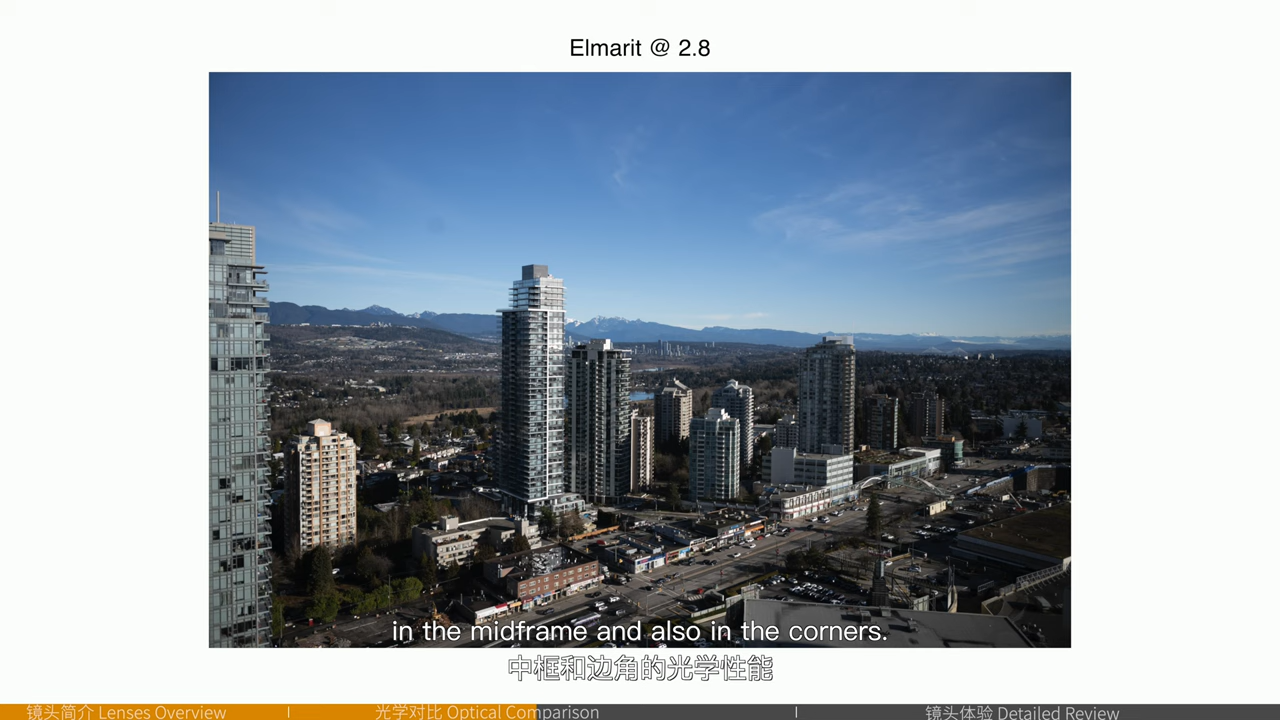 Elmarit @ 2.8
in the midframe and also in the corners.
中框和边角的光学性能
镜头简介 Lenses Overview
光学对比 Optical Comparison
镜头体验 Detailed Review